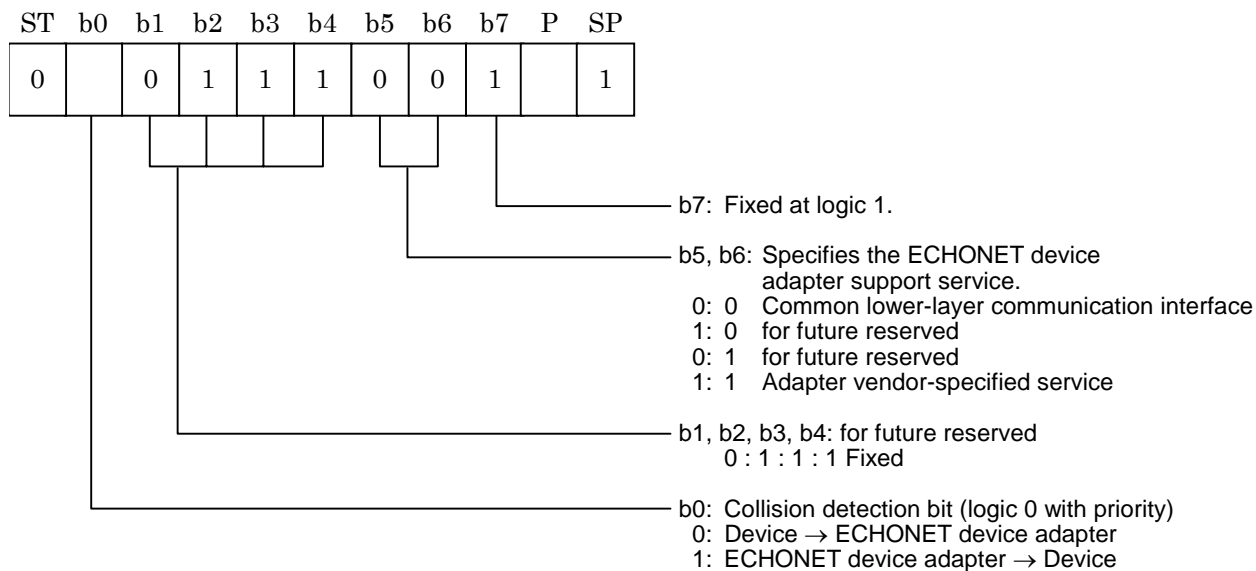 ST b0 b1 b2 b3 b4 b5 b6 b7 P SP
0 0 1 1 1 0 0 1 1
b7: Fixed at logic 1.
b5, b6: Specifies the ECHONET device
adapter support service.
0: 0 Common lower-layer communication interface
1: 0 for future reserved
0: 1 for future reserved
1: 1 Adapter vendor-specified service
b1, b2, b3, b4: for future reserved
0 : 1 : 1 : 1 Fixed
b0: Collision detection bit (logic 0 with priority)
0: Device → ECHONET device adapter
1: ECHONET device adapter → Device